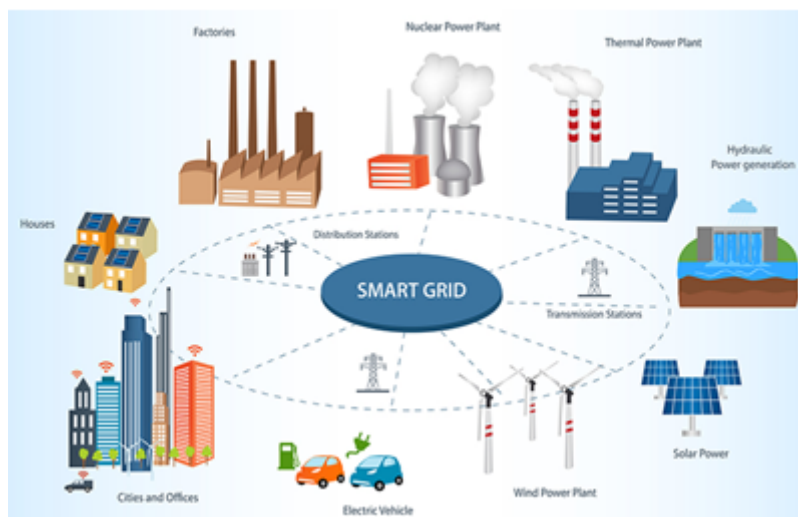 Nuclear Power Plant
Factories
Thermal Power Plant
Hydraulic
Power generation
Houses
Distribution Stations
SMART GRID
Transmission Stations
Solar Power
Cities and Offices
Wind Power Plant
Electric Vehicle